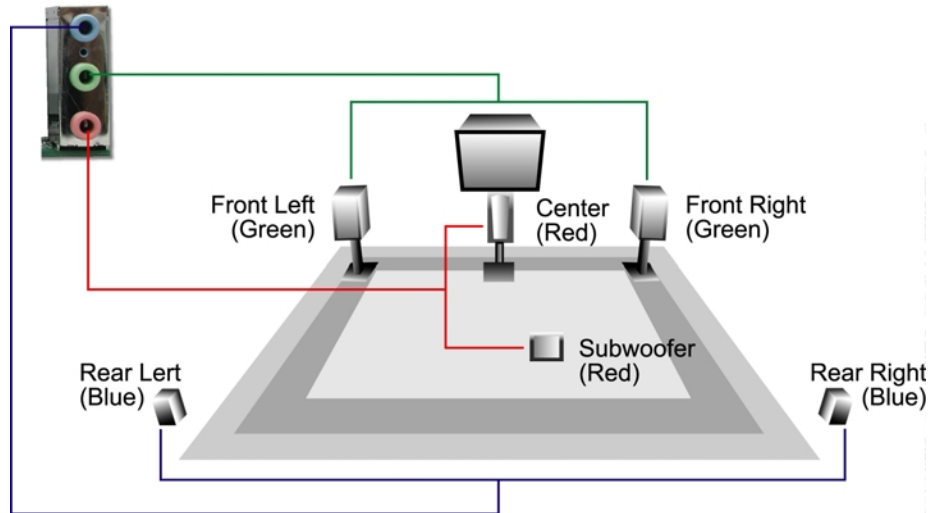 Front Left
(Green)
Center
(Red)
Front Right
(Green)
Subwoofer
(Red)
Rear Lert
(Blue)
Rear Right
(Blue)